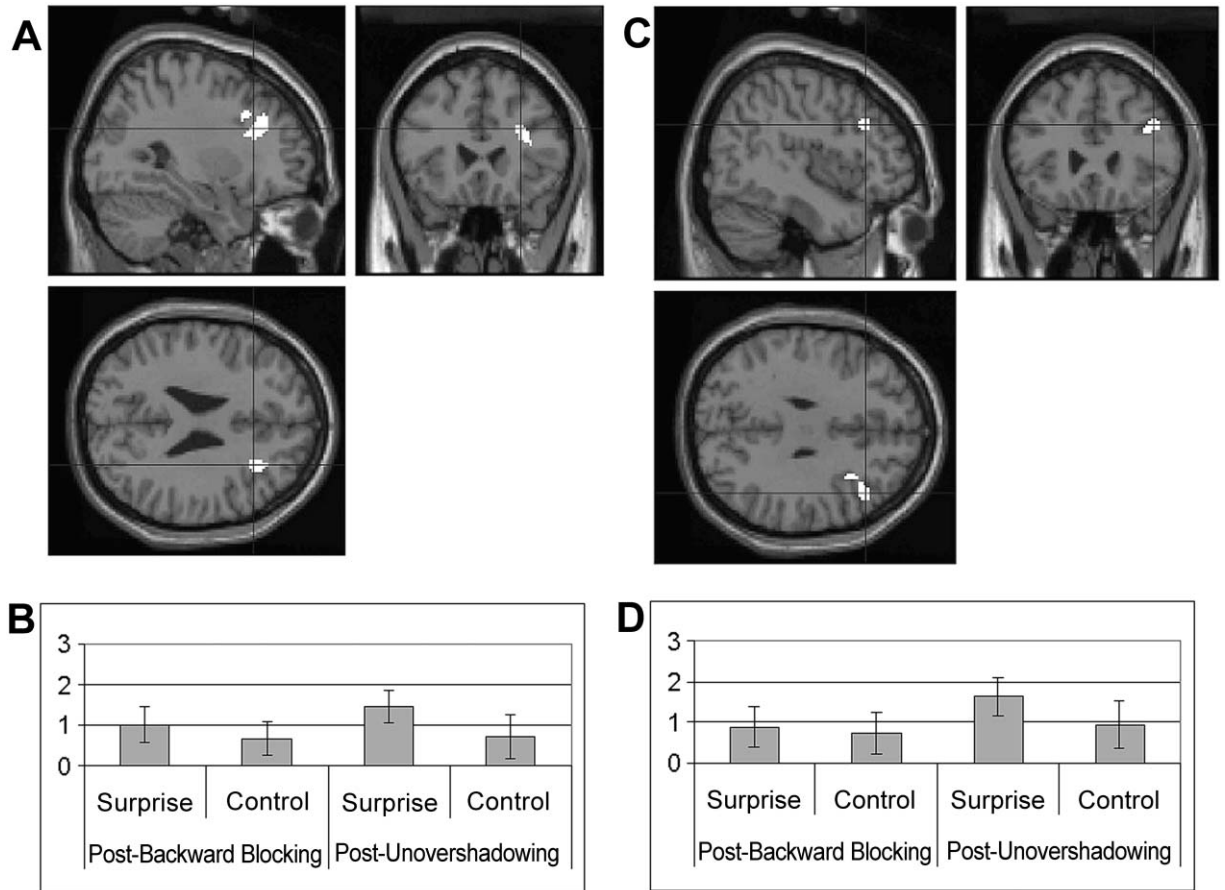 A
C
B
3
2
1
0
Surprise Control Surprise Control
Post-Backward Blocking Post-Unovershadowing
D
3
2
1
0
Surprise Control Surprise Control
Post-Backward Blocking Post-Unovershadowing